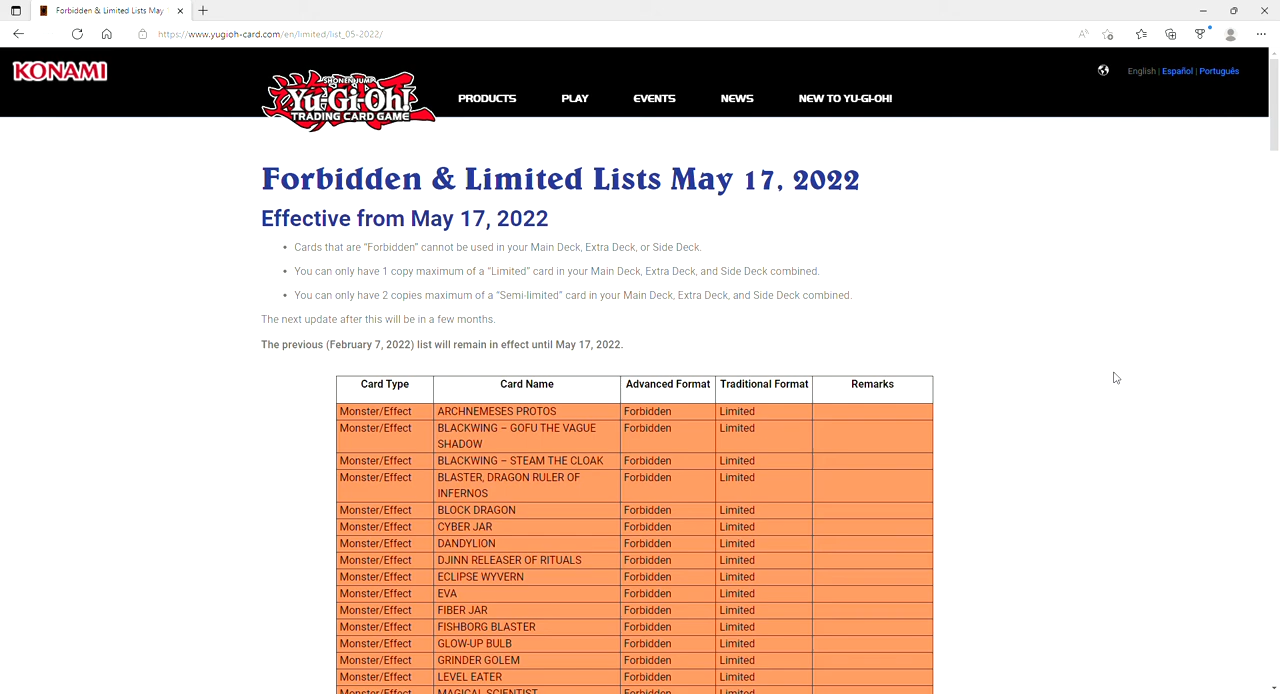 Forbidden & Limited Lists May
https://www.yugioh-card.com/en/limited/list_05-2022/
KONAMI
English | Español | Português
SHONEN JUMP
Yu-Gi-Oh!
TRADING CARD GAME
PRODUCTS PLAY EVENTS NEWS NEW TO YU-GI-OH!
Forbidden & Limited Lists May 17, 2022
Effective from May 17, 2022
• Cards that are “Forbidden” cannot be used in your Main Deck, Extra Deck, or Side Deck.
• You can only have 1 copy maximum of a “Limited” card in your Main Deck, Extra Deck, and Side Deck combined.
• You can only have 2 copies maximum of a “Semi-limited” card in your Main Deck, Extra Deck, and Side Deck combined.
The next update after this will be in a few months.
The previous (February 7, 2022) list will remain in effect until May 17, 2022.
Card Type Card Name Advanced Format Traditional Format Remarks
Monster/Effect ARCHNEMESES PROTOS Forbidden Limited
Monster/Effect BLACKWING – GOFU THE VAGUE Forbidden Limited
SHADOW
Monster/Effect BLACKWING – STEAM THE CLOAK Forbidden Limited
Monster/Effect BLASTER, DRAGON RULER OF Forbidden Limited
INFERNOS
Monster/Effect BLOCK DRAGON Forbidden Limited
Monster/Effect CYBER JAR Forbidden Limited
Monster/Effect DANDYLION Forbidden Limited
Monster/Effect DJINN RELEASER OF RITUALS Forbidden Limited
Monster/Effect ECLIPSE WYVERN Forbidden Limited
Monster/Effect EVA Forbidden Limited
Monster/Effect FIBER JAR Forbidden Limited
Monster/Effect FISHBORG BLASTER Forbidden Limited
Monster/Effect GLOW-UP BULB Forbidden Limited
Monster/Effect GRINDER GOLEM Forbidden Limited
Monster/Effect LEVEL EATER Forbidden Limited
Monster/Effect MAGICAL SCIENTIST Forbidden Limited